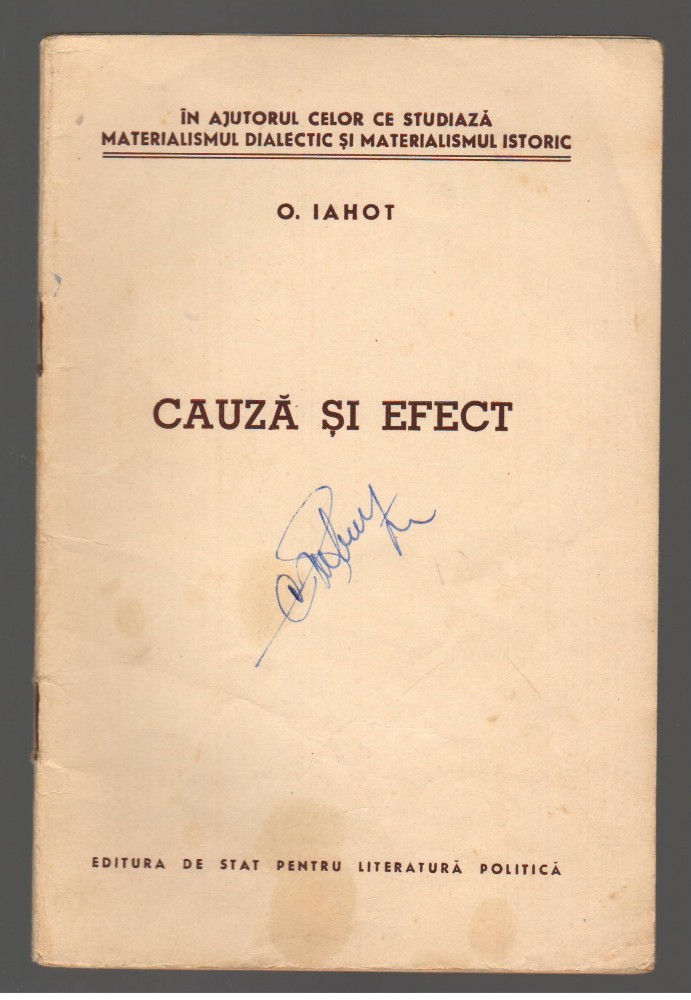 ÎN AJUTORUL CELOR CE STUDIAZĂ
MATERIALISMUL DIALECTIC ȘI MATERIALISMUL ISTORIC
O. IAHOT
CAUZĂ ȘI EFECT
EDITURA DE STAT PENTRU LITERATURĂ POLITICĂ